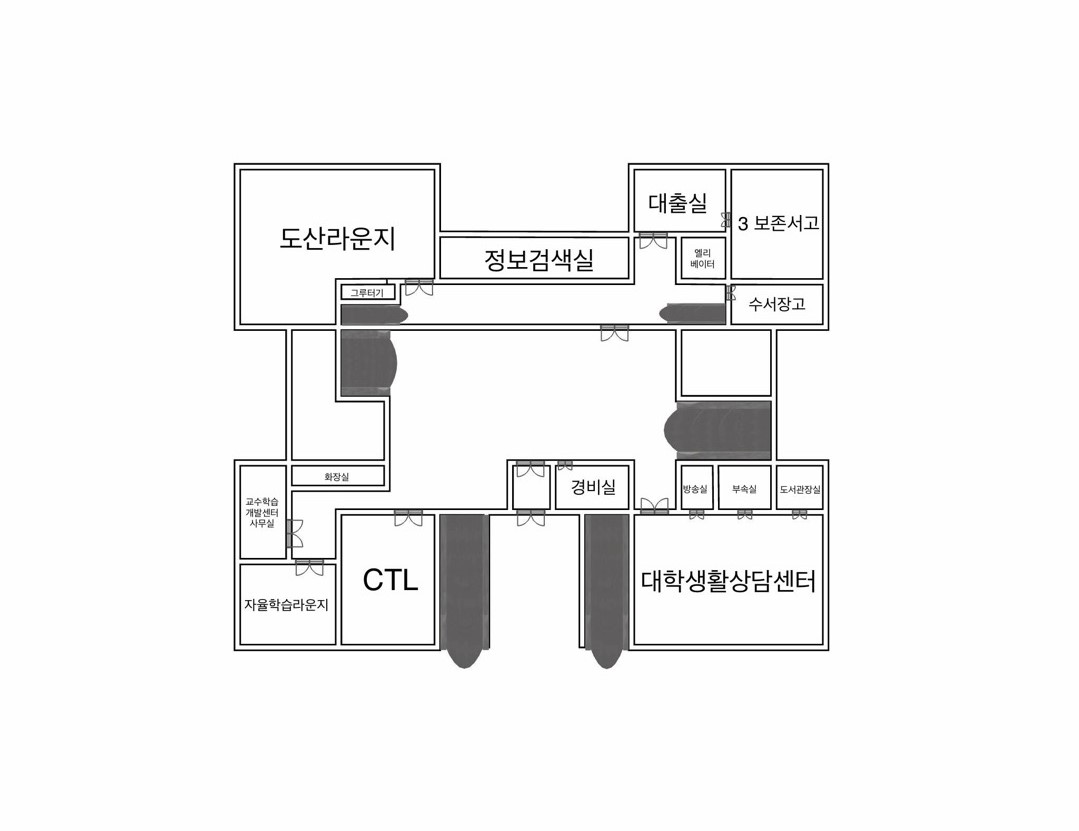 대출실
3 보존서고
도산라운지
정보검색실
엘리
베이터
그루터기
수서장고
화장실
교수학습
개발센터
사무실
경비실
방송실
부속실
도서관장실
CTL
대학생활상담센터
자율학습라운지